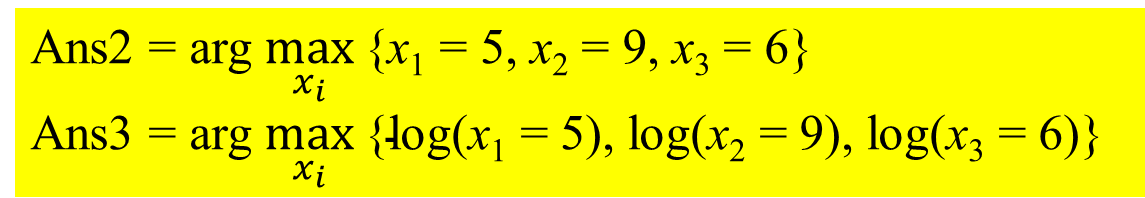 Ans2 = arg max {x₁ = 5, x₂ = 9, x₃ = 6}
xᵢ
Ans3 = arg max {-log(x₁ = 5), log(x₂ = 9), log(x₃ = 6)}
xᵢ